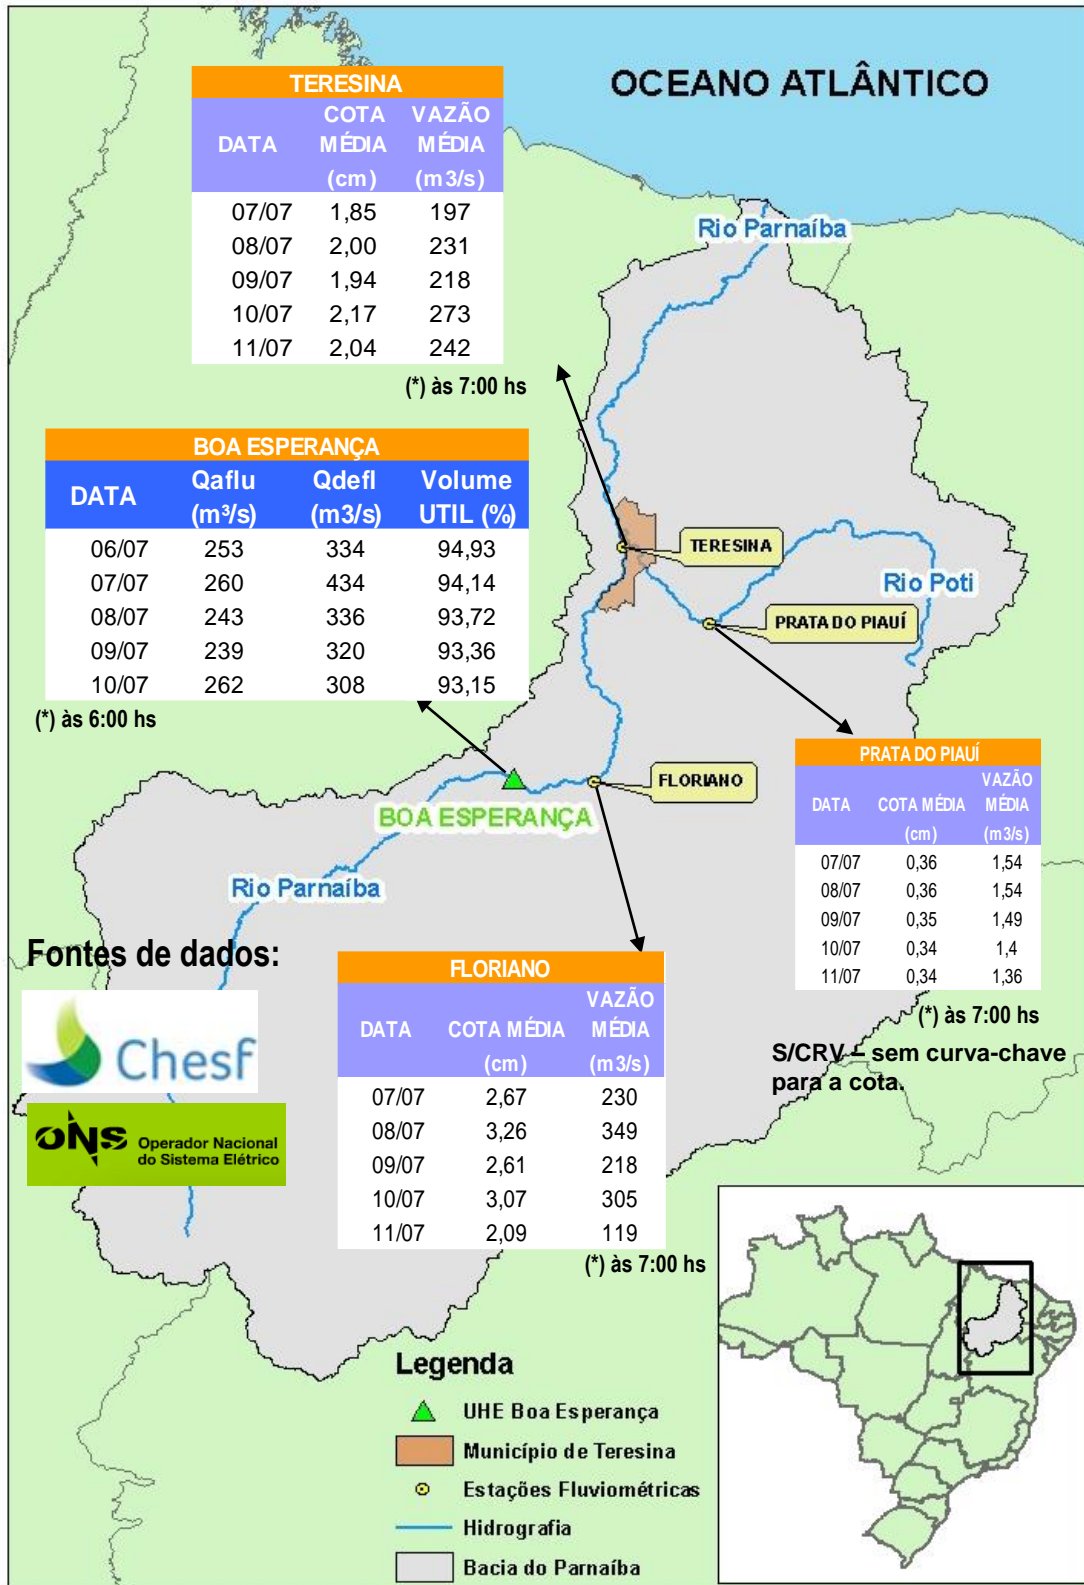 OCEANO ATLÂNTICO
TERESINA
DATA COTA MÉDIA (cm) VAZÃO MÉDIA (m3/s)
07/07 1,85 197
08/07 2,00 231
09/07 1,94 218
10/07 2,17 273
11/07 2,04 242
(*) às 7:00 hs
Rio Parnaíba
BOA ESPERANÇA
DATA Qaflu (m³/s) Qdefl (m3/s) Volume UTIL (%)
06/07 253 334 94,93
07/07 260 434 94,14
08/07 243 336 93,72
09/07 239 320 93,36
10/07 262 308 93,15
(*) às 6:00 hs
TERESINA
Rio Poti
PRATA DO PIAUÍ
FLORIANO
BOA ESPERANÇA
Rio Parnaíba
PRATA DO PIAUÍ
DATA COTA MÉDIA (cm) VAZÃO MÉDIA (m3/s)
07/07 0,36 1,54
08/07 0,36 1,54
09/07 0,35 1,49
10/07 0,34 1,4
11/07 0,34 1,36
(*) às 7:00 hs
S/CRV – sem curva-chave
para a cota.
Fontes de dados:
Chesf
ONS Operador Nacional
do Sistema Elétrico
FLORIANO
DATA COTA MÉDIA (cm) VAZÃO MÉDIA (m3/s)
07/07 2,67 230
08/07 3,26 349
09/07 2,61 218
10/07 3,07 305
11/07 2,09 119
(*) às 7:00 hs
Legenda
UHE Boa Esperança
Município de Teresina
Estações Fluviométricas
Hidrografia
Bacia do Parnaíba